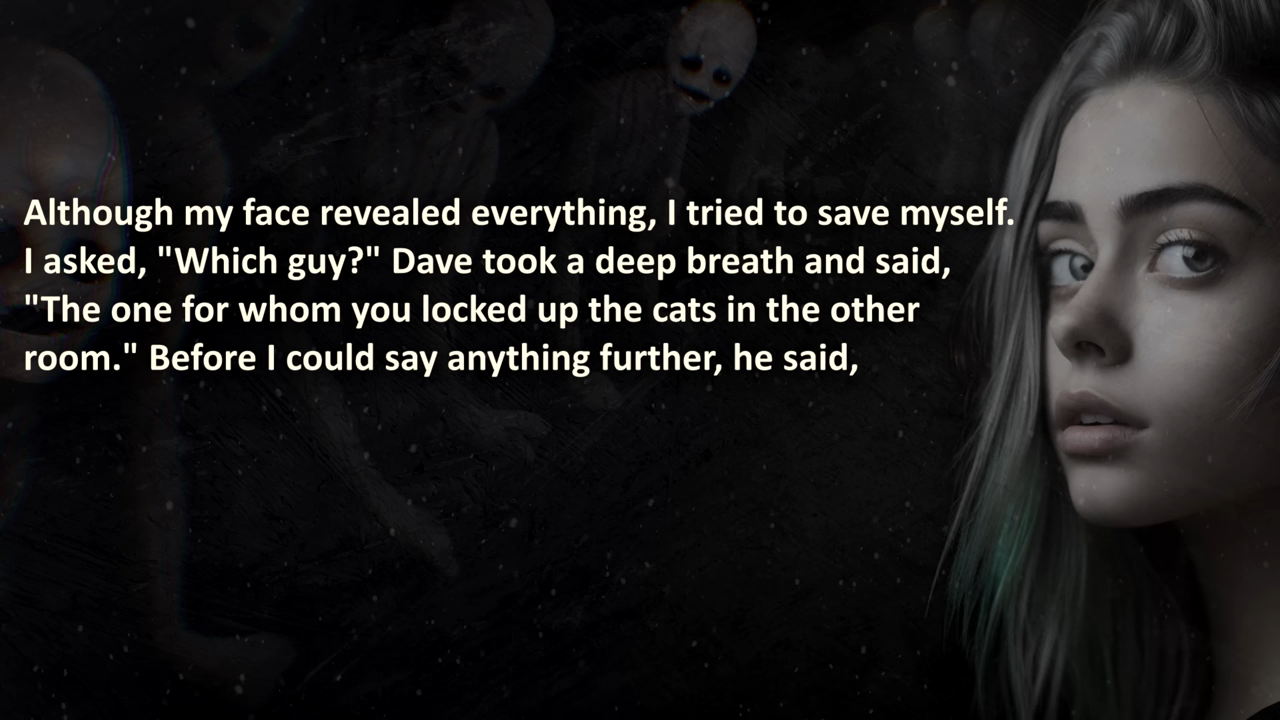 Although my face revealed everything, I tried to save myself.
I asked, "Which guy?" Dave took a deep breath and said,
"The one for whom you locked up the cats in the other
room." Before I could say anything further, he said,